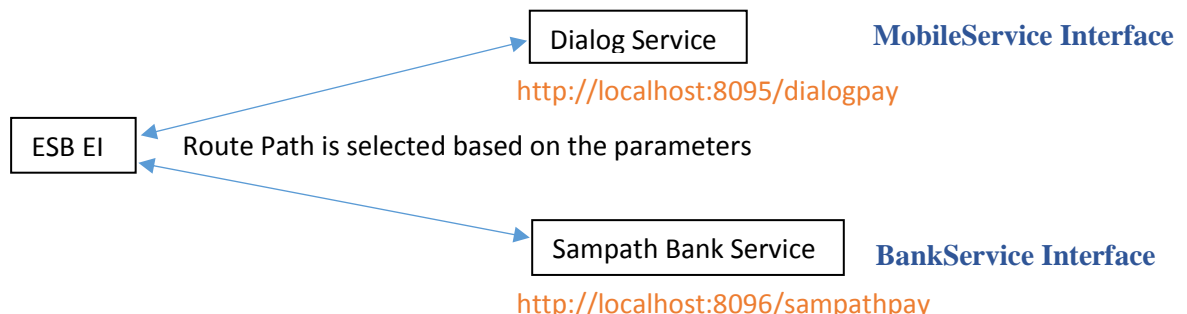 Dialog Service
MobileService Interface
http://localhost:8095/dialogpay
ESB EI
Route Path is selected based on the parameters
Sampath Bank Service
BankService Interface
http://localhost:8096/sampathpay